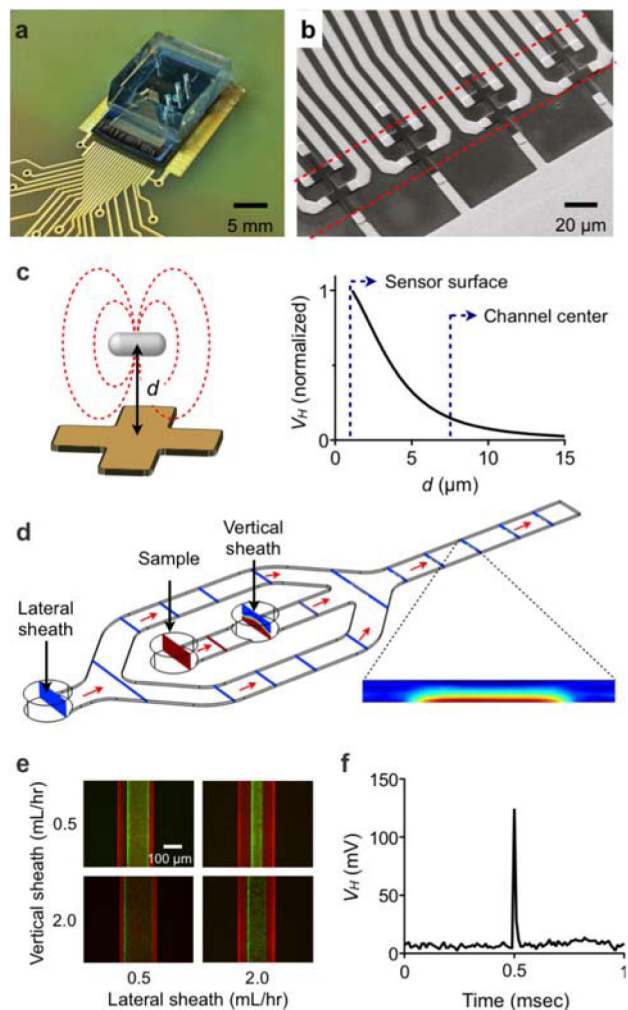 a
5 mm
b
20 µm
c
d
V_H (normalized)
1
0
Sensor surface
Channel center
0
5
10
15
d (µm)
d
Lateral
sheath
Sample
Vertical
sheath
e
Vertical sheath (mL/hr)
0.5
2.0
100 µm
0.5
2.0
Lateral sheath (mL/hr)
f
V_H (mV)
150
100
50
0
0
0.5
1
Time (msec)